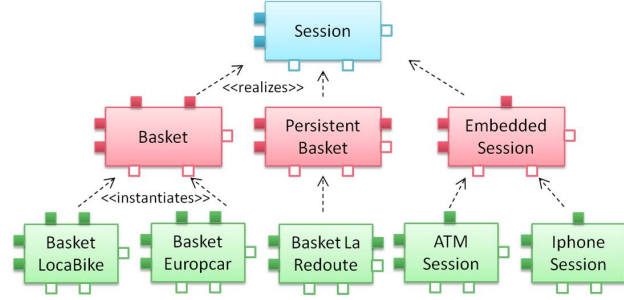 Session
<<realizes>>
Basket
Persistent
Basket
Embedded
Session
<<instantiates>>
Basket
LocaBike
Basket
Europcar
Basket La
Redoute
ATM
Session
Iphone
Session